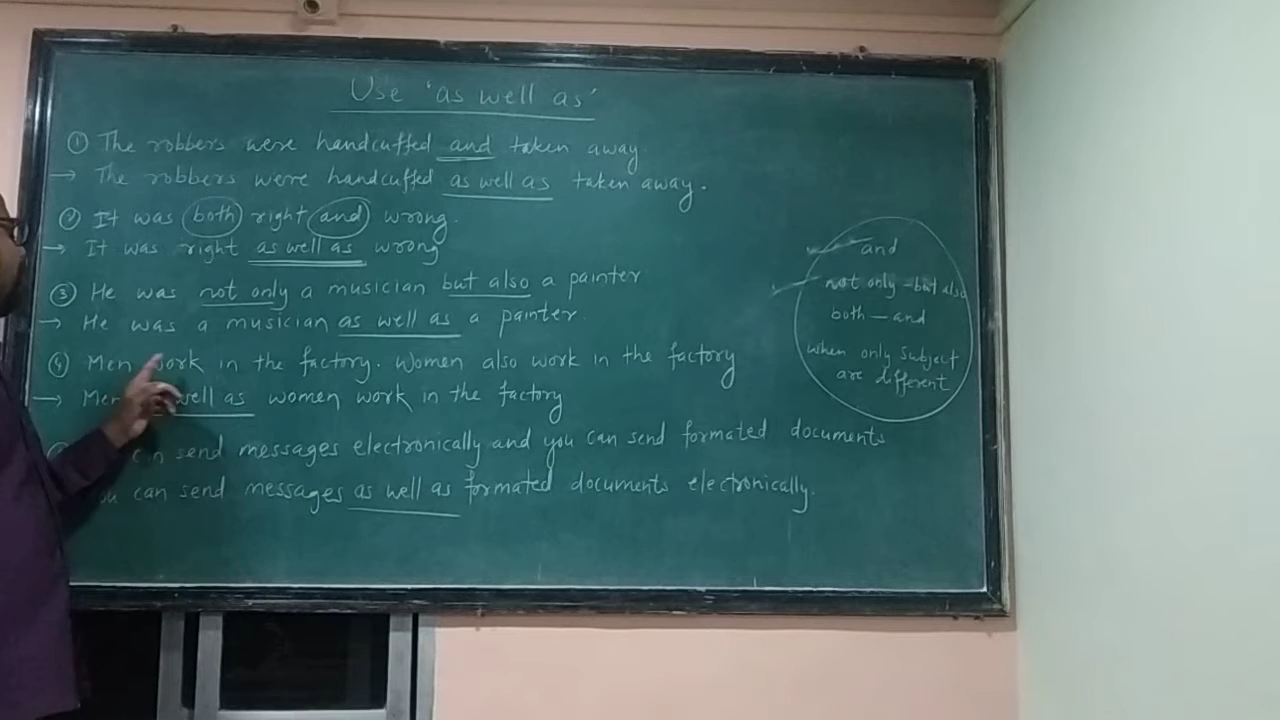 Use 'as well as'
① The robbers were handcuffed and taken away.
→ The robbers were handcuffed as well as taken away.
② It was both right and wrong.
→ It was right as well as wrong
③ He was not only a musician but also a painter
→ He was a musician as well as a painter.
④ Men work in the factory. Women also work in the factory
→ Men well as women work in the factory
send messages electronically and you can send formated documents
can send messages as well as formated documents electronically.
and
not only - but also
both — and
when only subject
are different